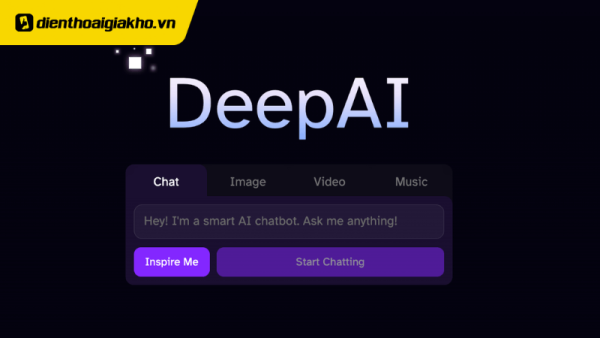 dienthoaigiakho.vn
DeepAI
Chat Image Video Music
Hey! I'm a smart AI chatbot. Ask me anything!
Inspire Me Start Chatting